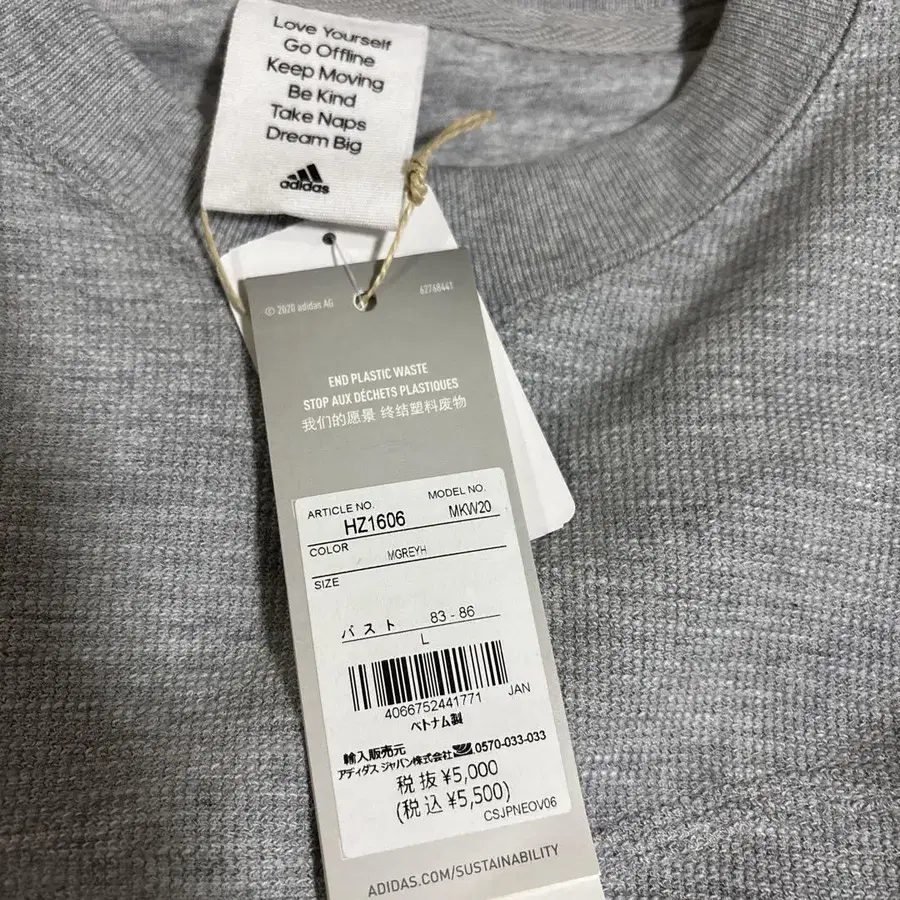 Love Yourself
Go Offline
Keep Moving
Be Kind
Take Naps
Dream Big
adidas
© 2020 adidas AG
62768441
END PLASTIC WASTE
STOP AUX DÉCHETS PLASTIQUES
我们的愿景 终结塑料废物
ARTICLE NO. MODEL NO.
HZ1606 MKW20
COLOR MGREYH
SIZE
バスト 83 - 86
L
4066752441771 JAN
ベトナム製
輸入販売元
アディダス ジャパン株式会社 0570-033-033
税抜 ¥5,000
(税込 ¥5,500)
CSJPNEOV06
ADIDAS.COM/SUSTAINABILITY